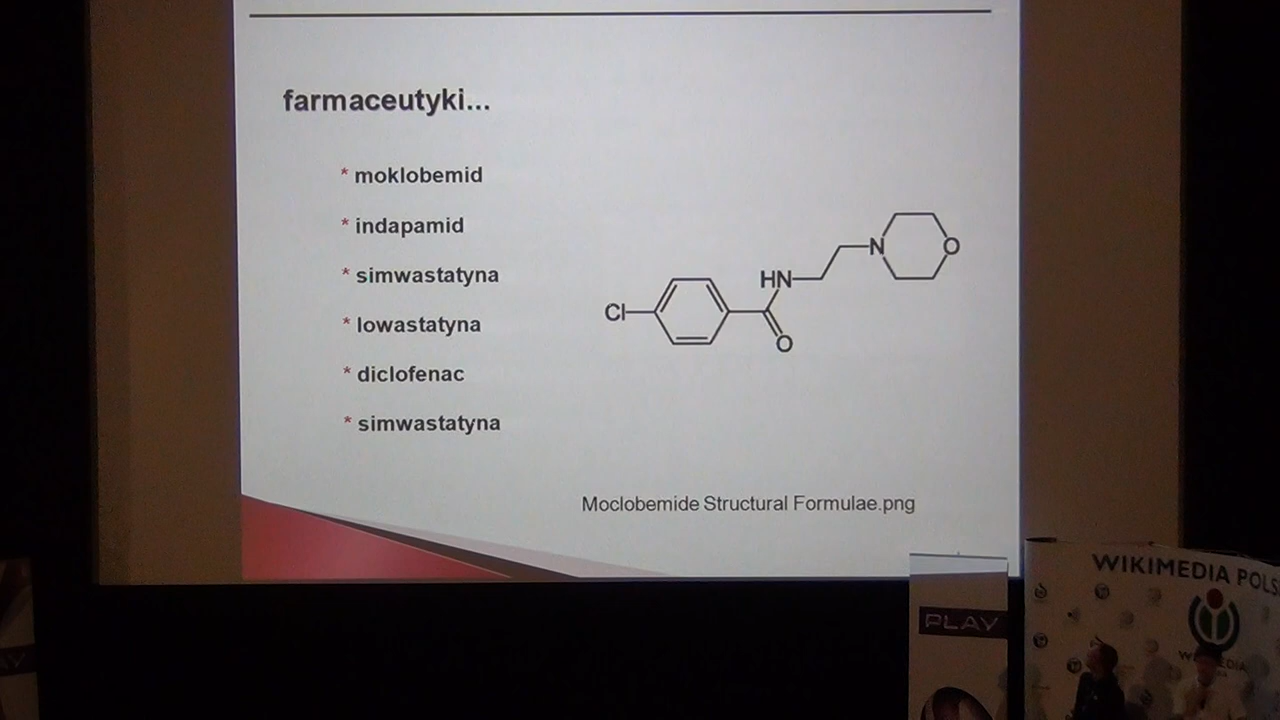 farmaceutyki...
* moklobemid
* indapamid
* simwastatyna
* lowastatyna
* diclofenac
* simwastatyna
Cl
HN
O
N
O
Moclobemide Structural Formulae.png
PLAY
WIKIMEDIA POLS